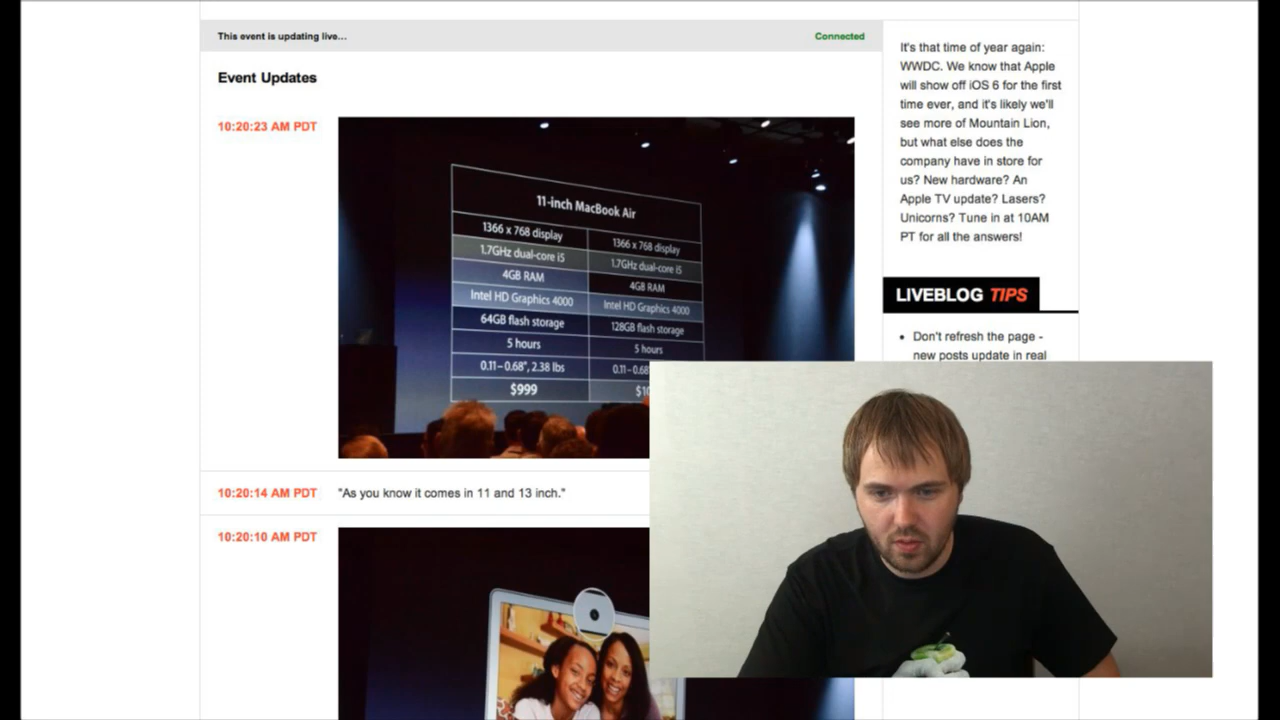 This event is updating live...
Connected
Event Updates
10:20:23 AM PDT
11-inch MacBook Air
1366 x 768 display
1366 x 768 display
1.7GHz dual-core i5
1.7GHz dual-core i5
4GB RAM
4GB RAM
Intel HD Graphics 4000
Intel HD Graphics 4000
64GB flash storage
128GB flash storage
5 hours
5 hours
0.11–0.68", 2.38 lbs
0.11–0.68
$999
$10
10:20:14 AM PDT
"As you know it comes in 11 and 13 inch."
10:20:10 AM PDT
It's that time of year again:
WWDC. We know that Apple
will show off iOS 6 for the first
time ever, and it's likely we'll
see more of Mountain Lion,
but what else does the
company have in store for
us? New hardware? An
Apple TV update? Lasers?
Unicorns? Tune in at 10AM
PT for all the answers!
LIVEBLOG TIPS
• Don't refresh the page -
new posts update in real